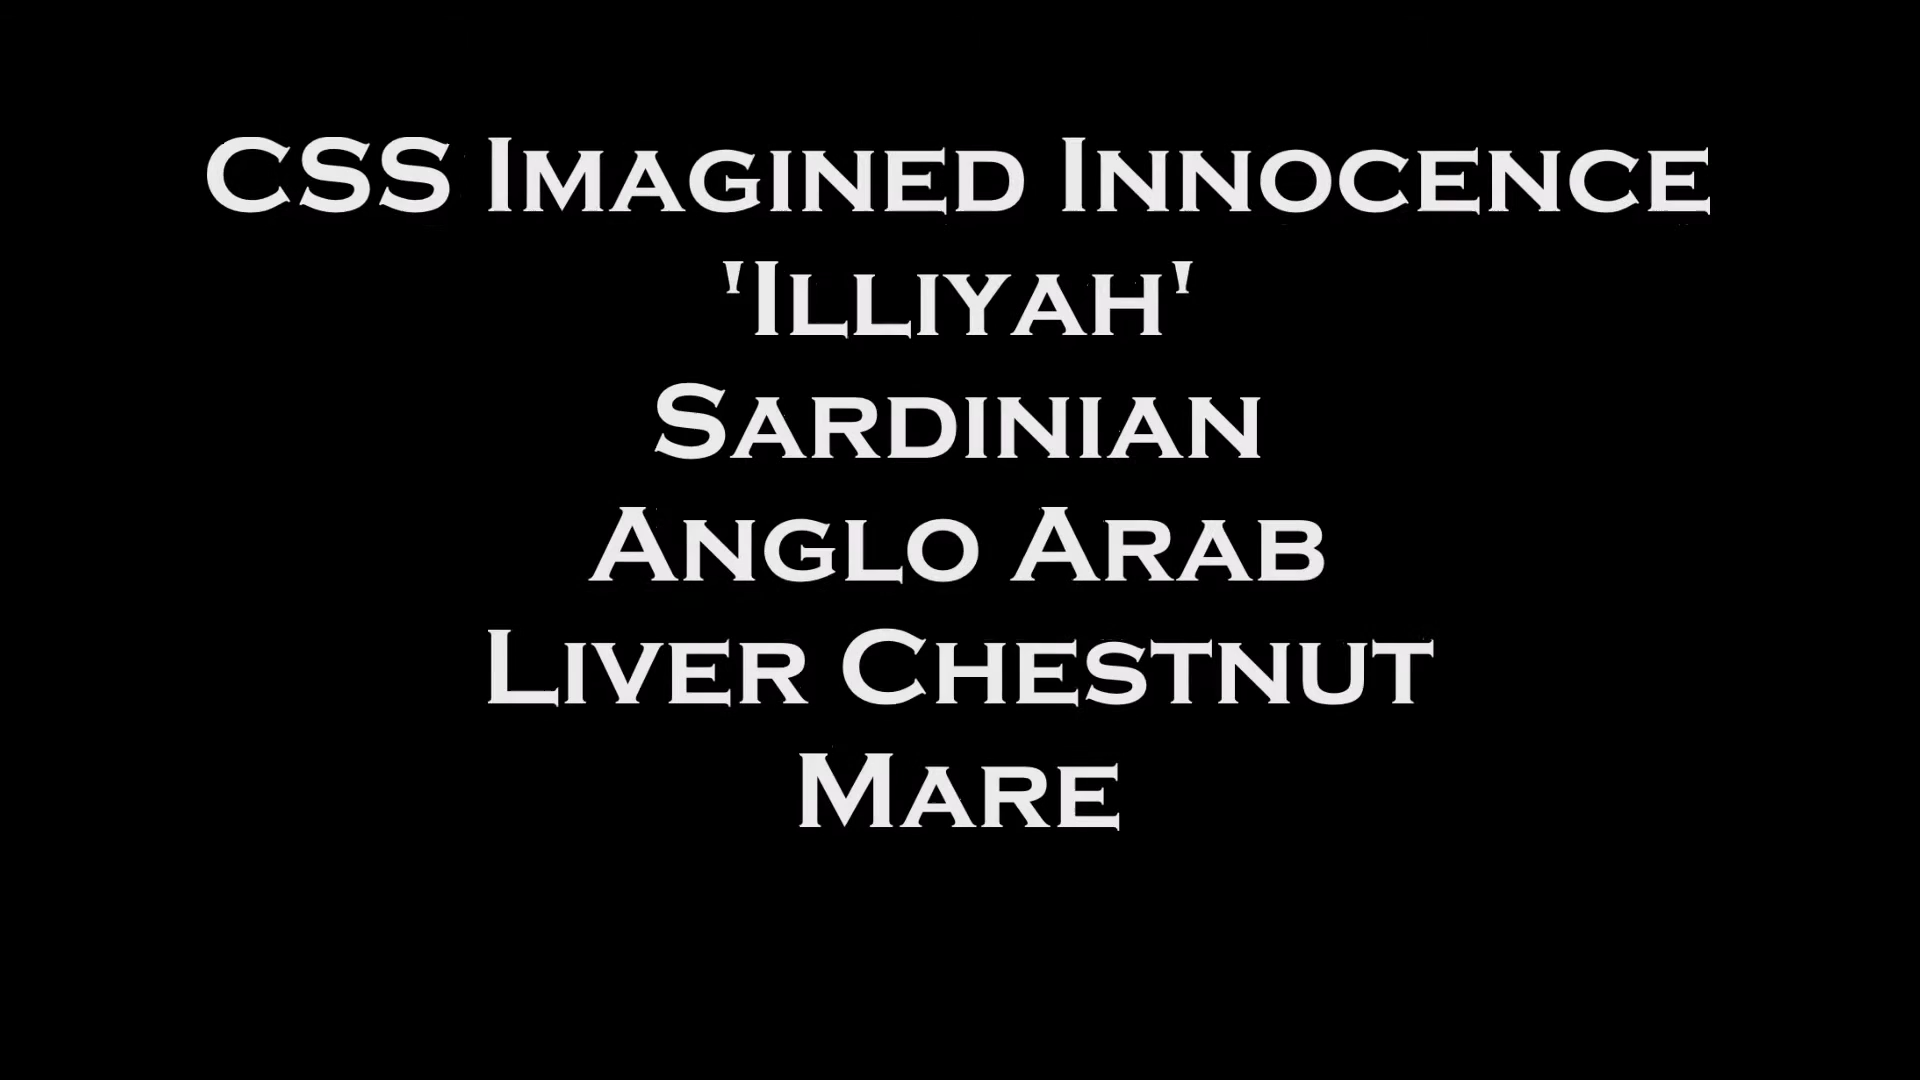 CSS Imagined Innocence
'Illiyah'
Sardinian
Anglo Arab
Liver Chestnut
Mare